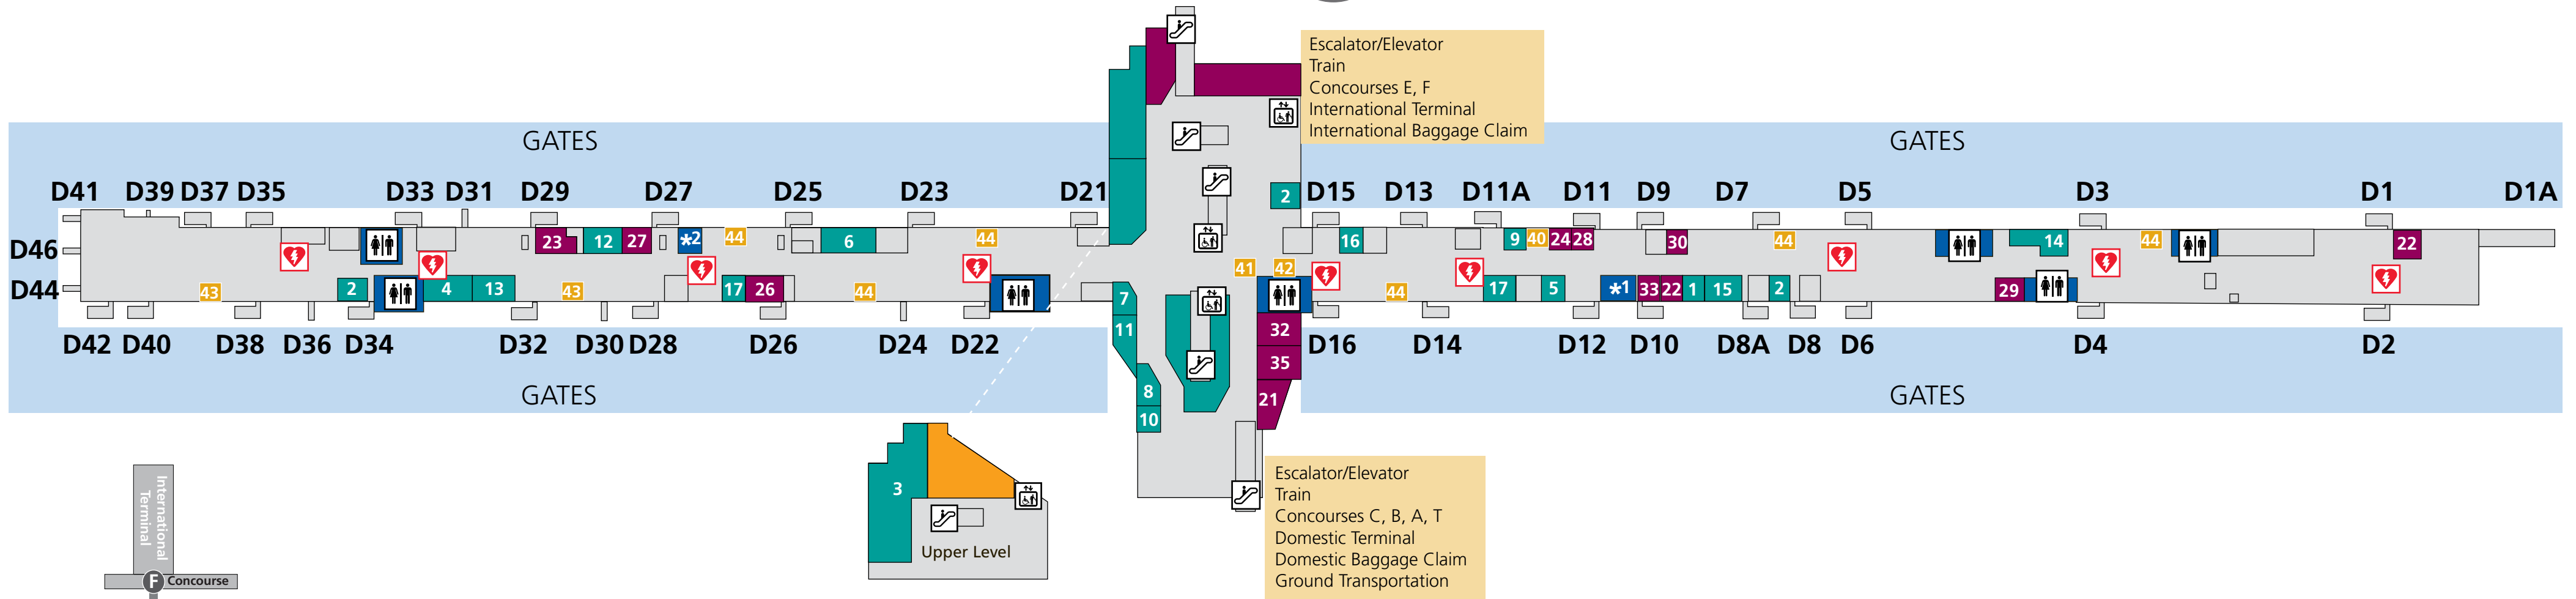 Escalator/Elevator
Train
Concourses E, F
International Terminal
International Baggage Claim
GATES
GATES
D41 D39 D37 D35 D33 D31 D29 D27 D25 D23 D21
2
D15 D13 D11A D11 D9 D7 D5 D3 D1 D1A
D46
23 12 27 *2 44 6 44
16 9 40 24 28 30 44 14 44 22
41 42
D44
43 2 4 13 43 17 26 44
7
44 17 5 *1 33 22 1 15 2 29
11
32
D42 D40 D38 D36 D34 D32 D30 D28 D26 D24 D22
D16 D14 D12 D10 D8A D8 D6 D4 D2
35
8
21
10
GATES
GATES
3
Upper Level
Escalator/Elevator
Train
Concourses C, B, A, T
Domestic Terminal
Domestic Baggage Claim
Ground Transportation
International
Terminal
F Concourse